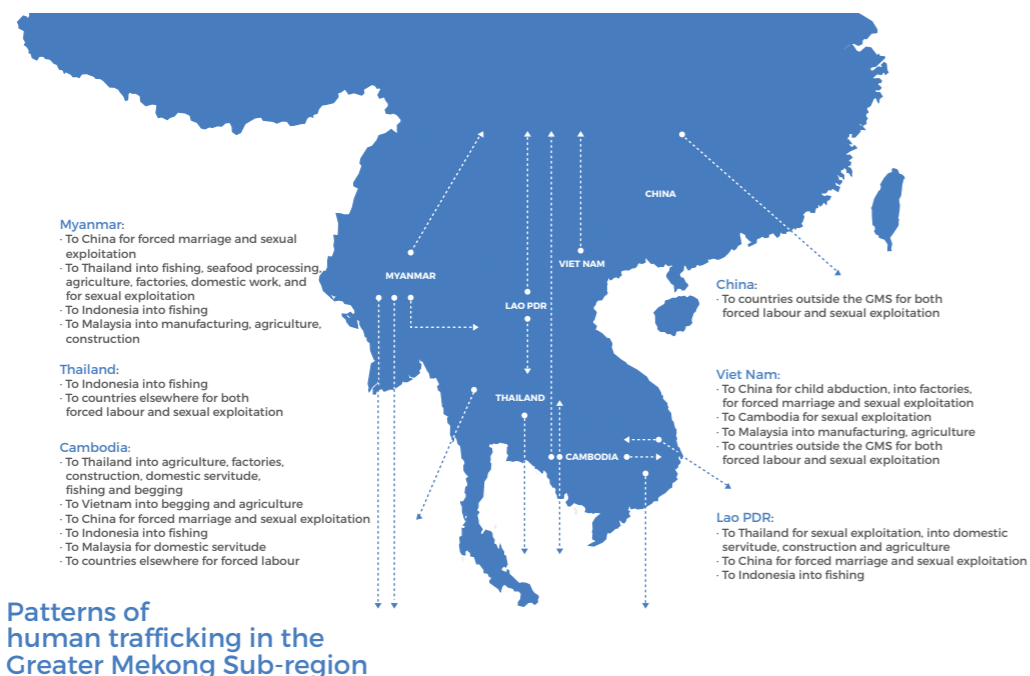 CHINA
MYANMAR
VIET NAM
LAO PDR
THAILAND
CAMBODIA
Myanmar:
· To China for forced marriage and sexual
exploitation
· To Thailand into fishing, seafood processing,
agriculture, factories, domestic work, and
for sexual exploitation
· To Indonesia into fishing
· To Malaysia into manufacturing, agriculture,
construction
Thailand:
· To Indonesia into fishing
· To countries elsewhere for both
forced labour and sexual exploitation
Cambodia:
· To Thailand into agriculture, factories,
construction, domestic servitude,
fishing and begging
· To Vietnam into begging and agriculture
· To China for forced marriage and sexual exploitation
· To Indonesia into fishing
· To Malaysia for domestic servitude
· To countries elsewhere for forced labour
China:
· To countries outside the GMS for both
forced labour and sexual exploitation
Viet Nam:
· To China for child abduction, into factories,
for forced marriage and sexual exploitation
· To Cambodia for sexual exploitation
· To Malaysia into manufacturing, agriculture
· To countries outside the GMS for both
forced labour and sexual exploitation
Lao PDR:
· To Thailand for sexual exploitation, into domestic
servitude, construction and agriculture
· To China for forced marriage and sexual exploitation
· To Indonesia into fishing
Patterns of
human trafficking in the
Greater Mekong Sub-region